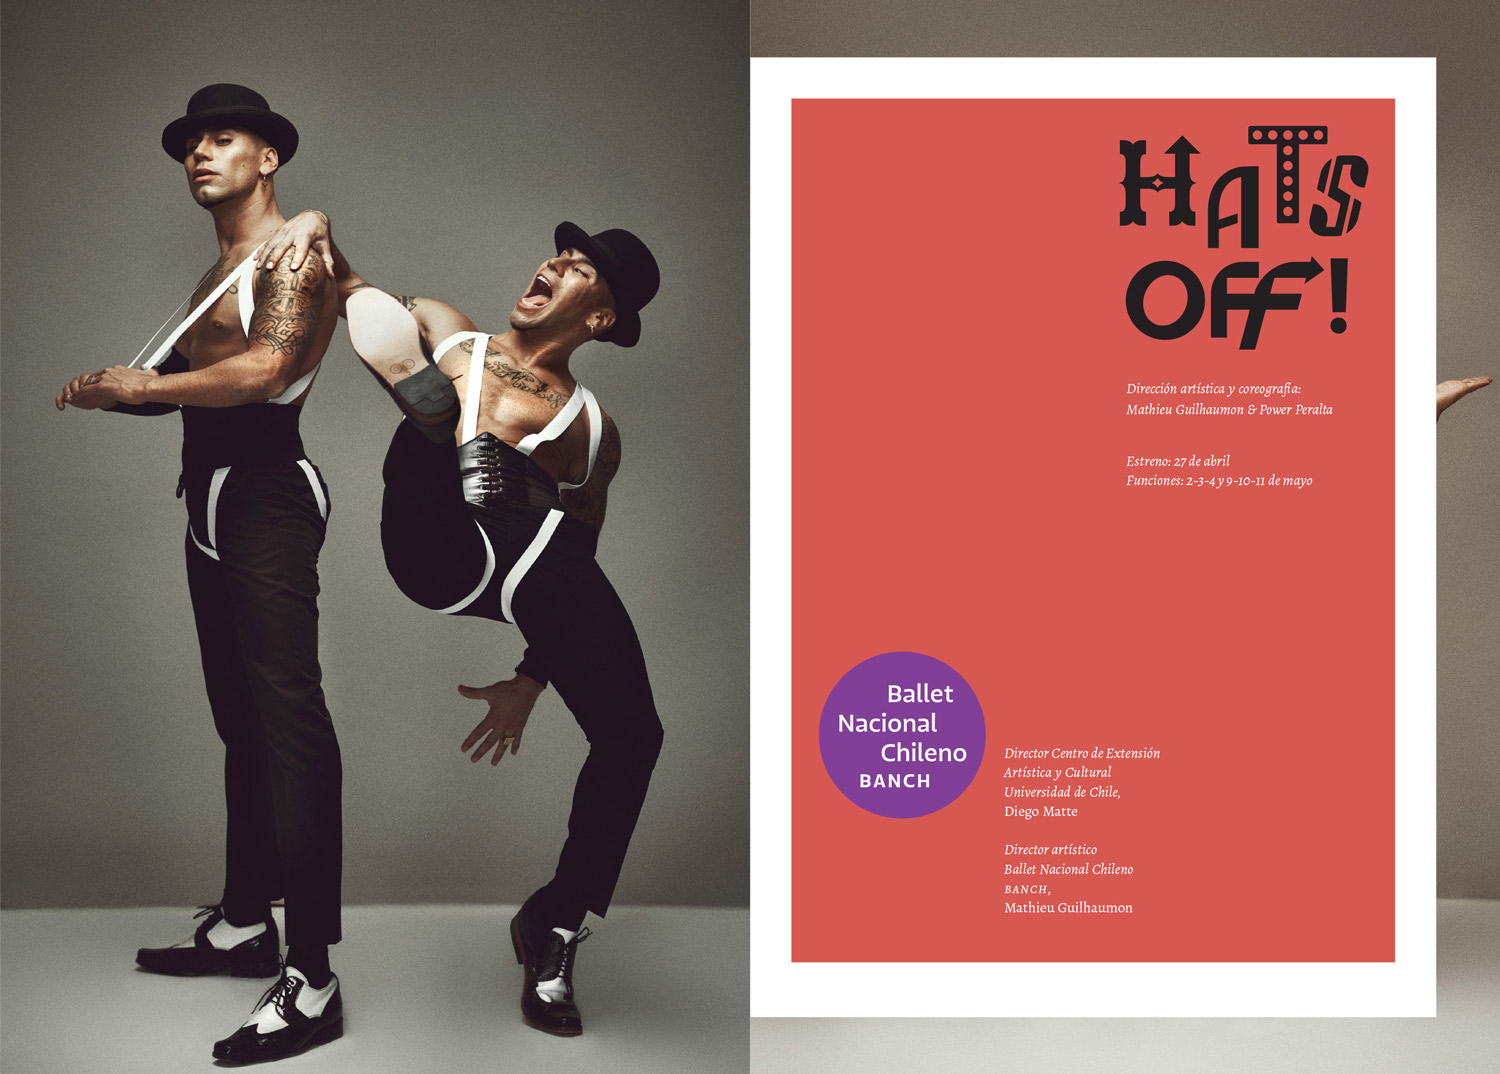 HATS
OFF!
Dirección artística y coreografía:
Mathieu Guilhaumon & Power Peralta
Estreno: 27 de abril
Funciones: 2-3-4 y 9-10-11 de mayo
Ballet
Nacional
Chileno
BANCH
Director Centro de Extensión
Artística y Cultural
Universidad de Chile,
Diego Matte
Director artístico
Ballet Nacional Chileno
BANCH,
Mathieu Guilhaumon